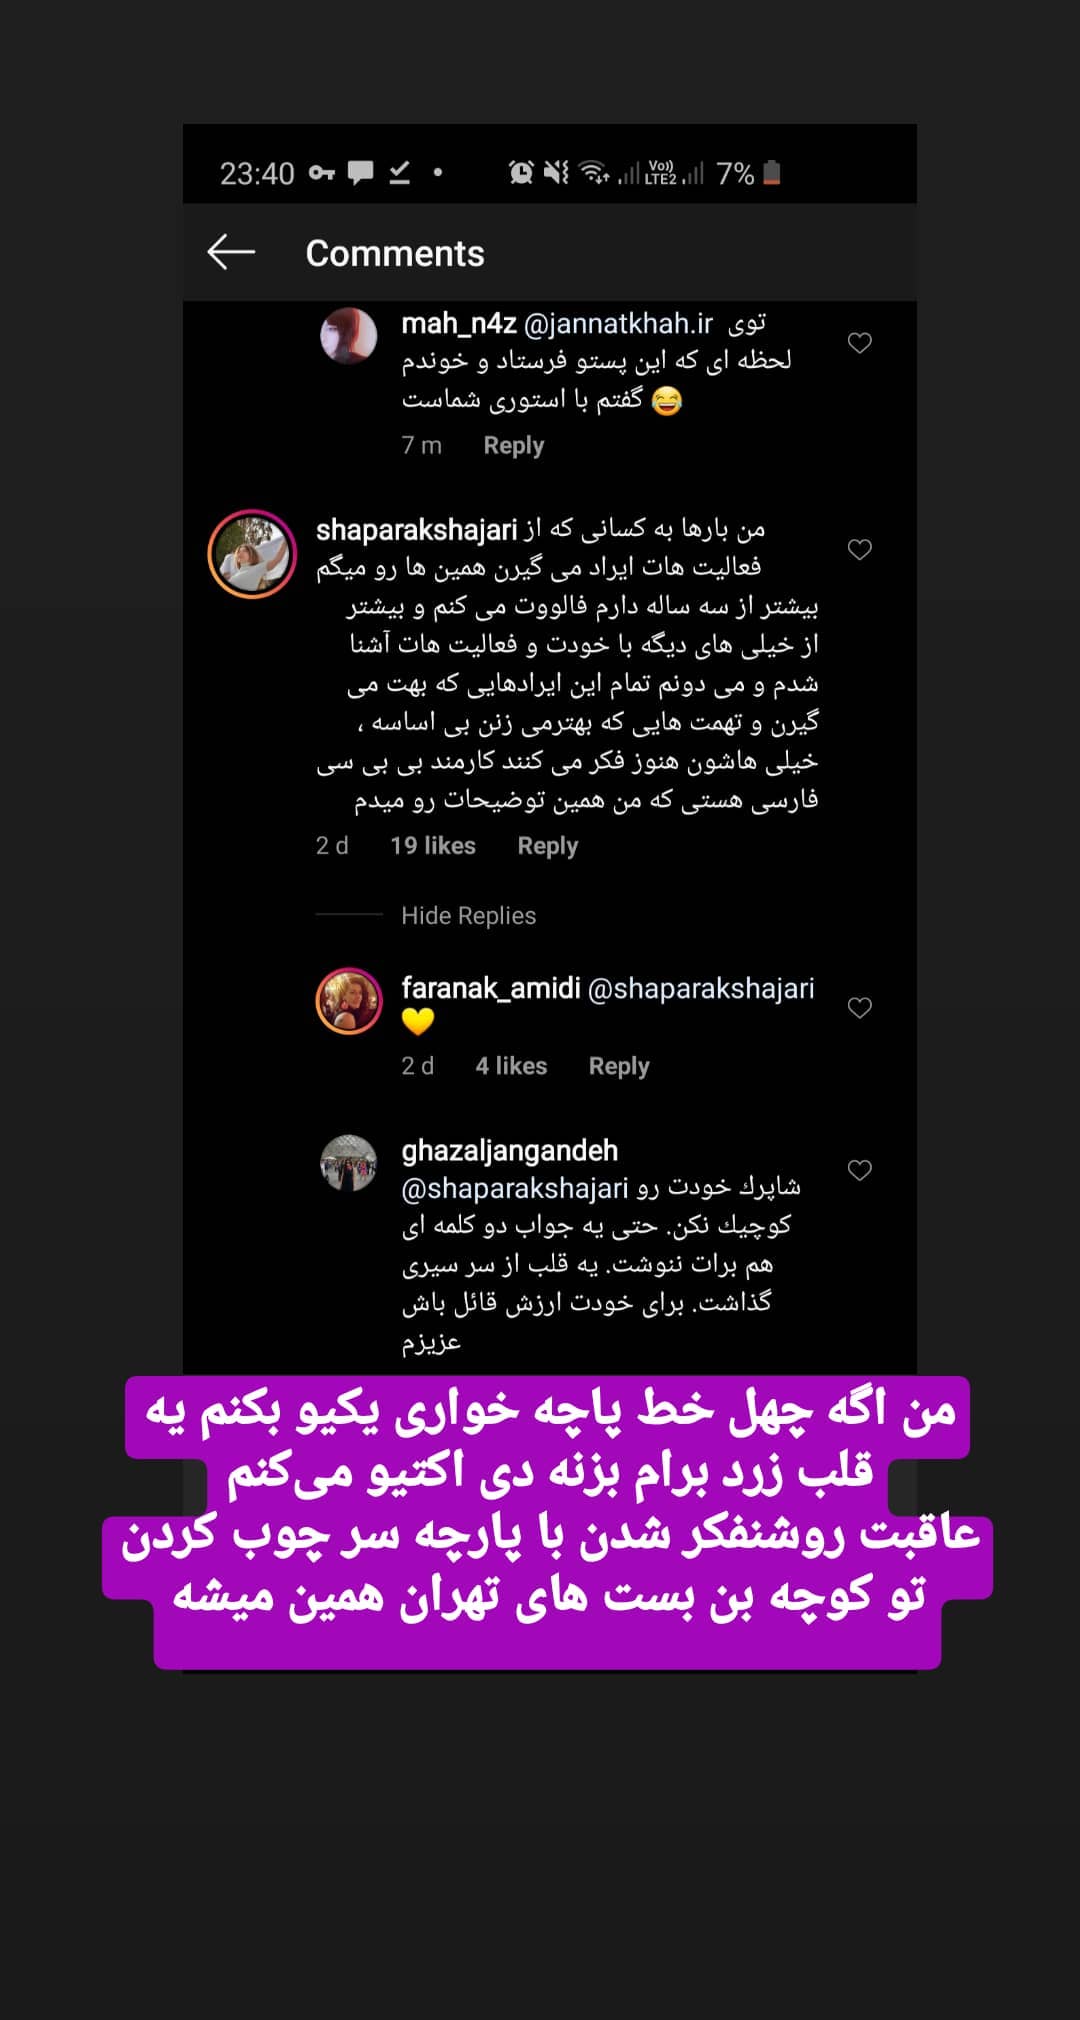 23:40 Vo)) LTE2 7%
Comments
mah_n4z @jannatkhah.ir توی
لحظه ای که این پستو فرستاد و خوندم
گفتم با استوری شماست 😂
7 m Reply
shaparakshajari من بارها به کسانی که از
فعالیت هات ایراد می گیرن همین ها رو میگم
بیشتر از سه ساله دارم فالووت می کنم و بیشتر
از خیلی های دیگه با خودت و فعالیت هات آشنا
شدم و می دونم تمام این ایرادهایی که بهت می
گیرن و تهمت هایی که بهترمی زنن بی اساسه ،
خیلی هاشون هنوز فکر می کنند کارمند بی بی سی
فارسی هستی که من همین توضیحات رو میدم
2 d 19 likes Reply
Hide Replies
faranak_amidi @shaparakshajari
💛
2 d 4 likes Reply
ghazaljangandeh
@shaparakshajari شاپرك خودت رو
كوچيك نكن. حتی یه جواب دو کلمه ای
هم برات ننوشت. یه قلب از سر سیری
گذاشت. برای خودت ارزش قائل باش
عزیزم
من اگه چهل خط پاچه خواری یکیو بکنم یه
قلب زرد برام بزنه دی اکتیو می‌کنم
عاقبت روشنفکر شدن با پارچه سر چوب کردن
تو کوچه بن بست های تهران همین میشه